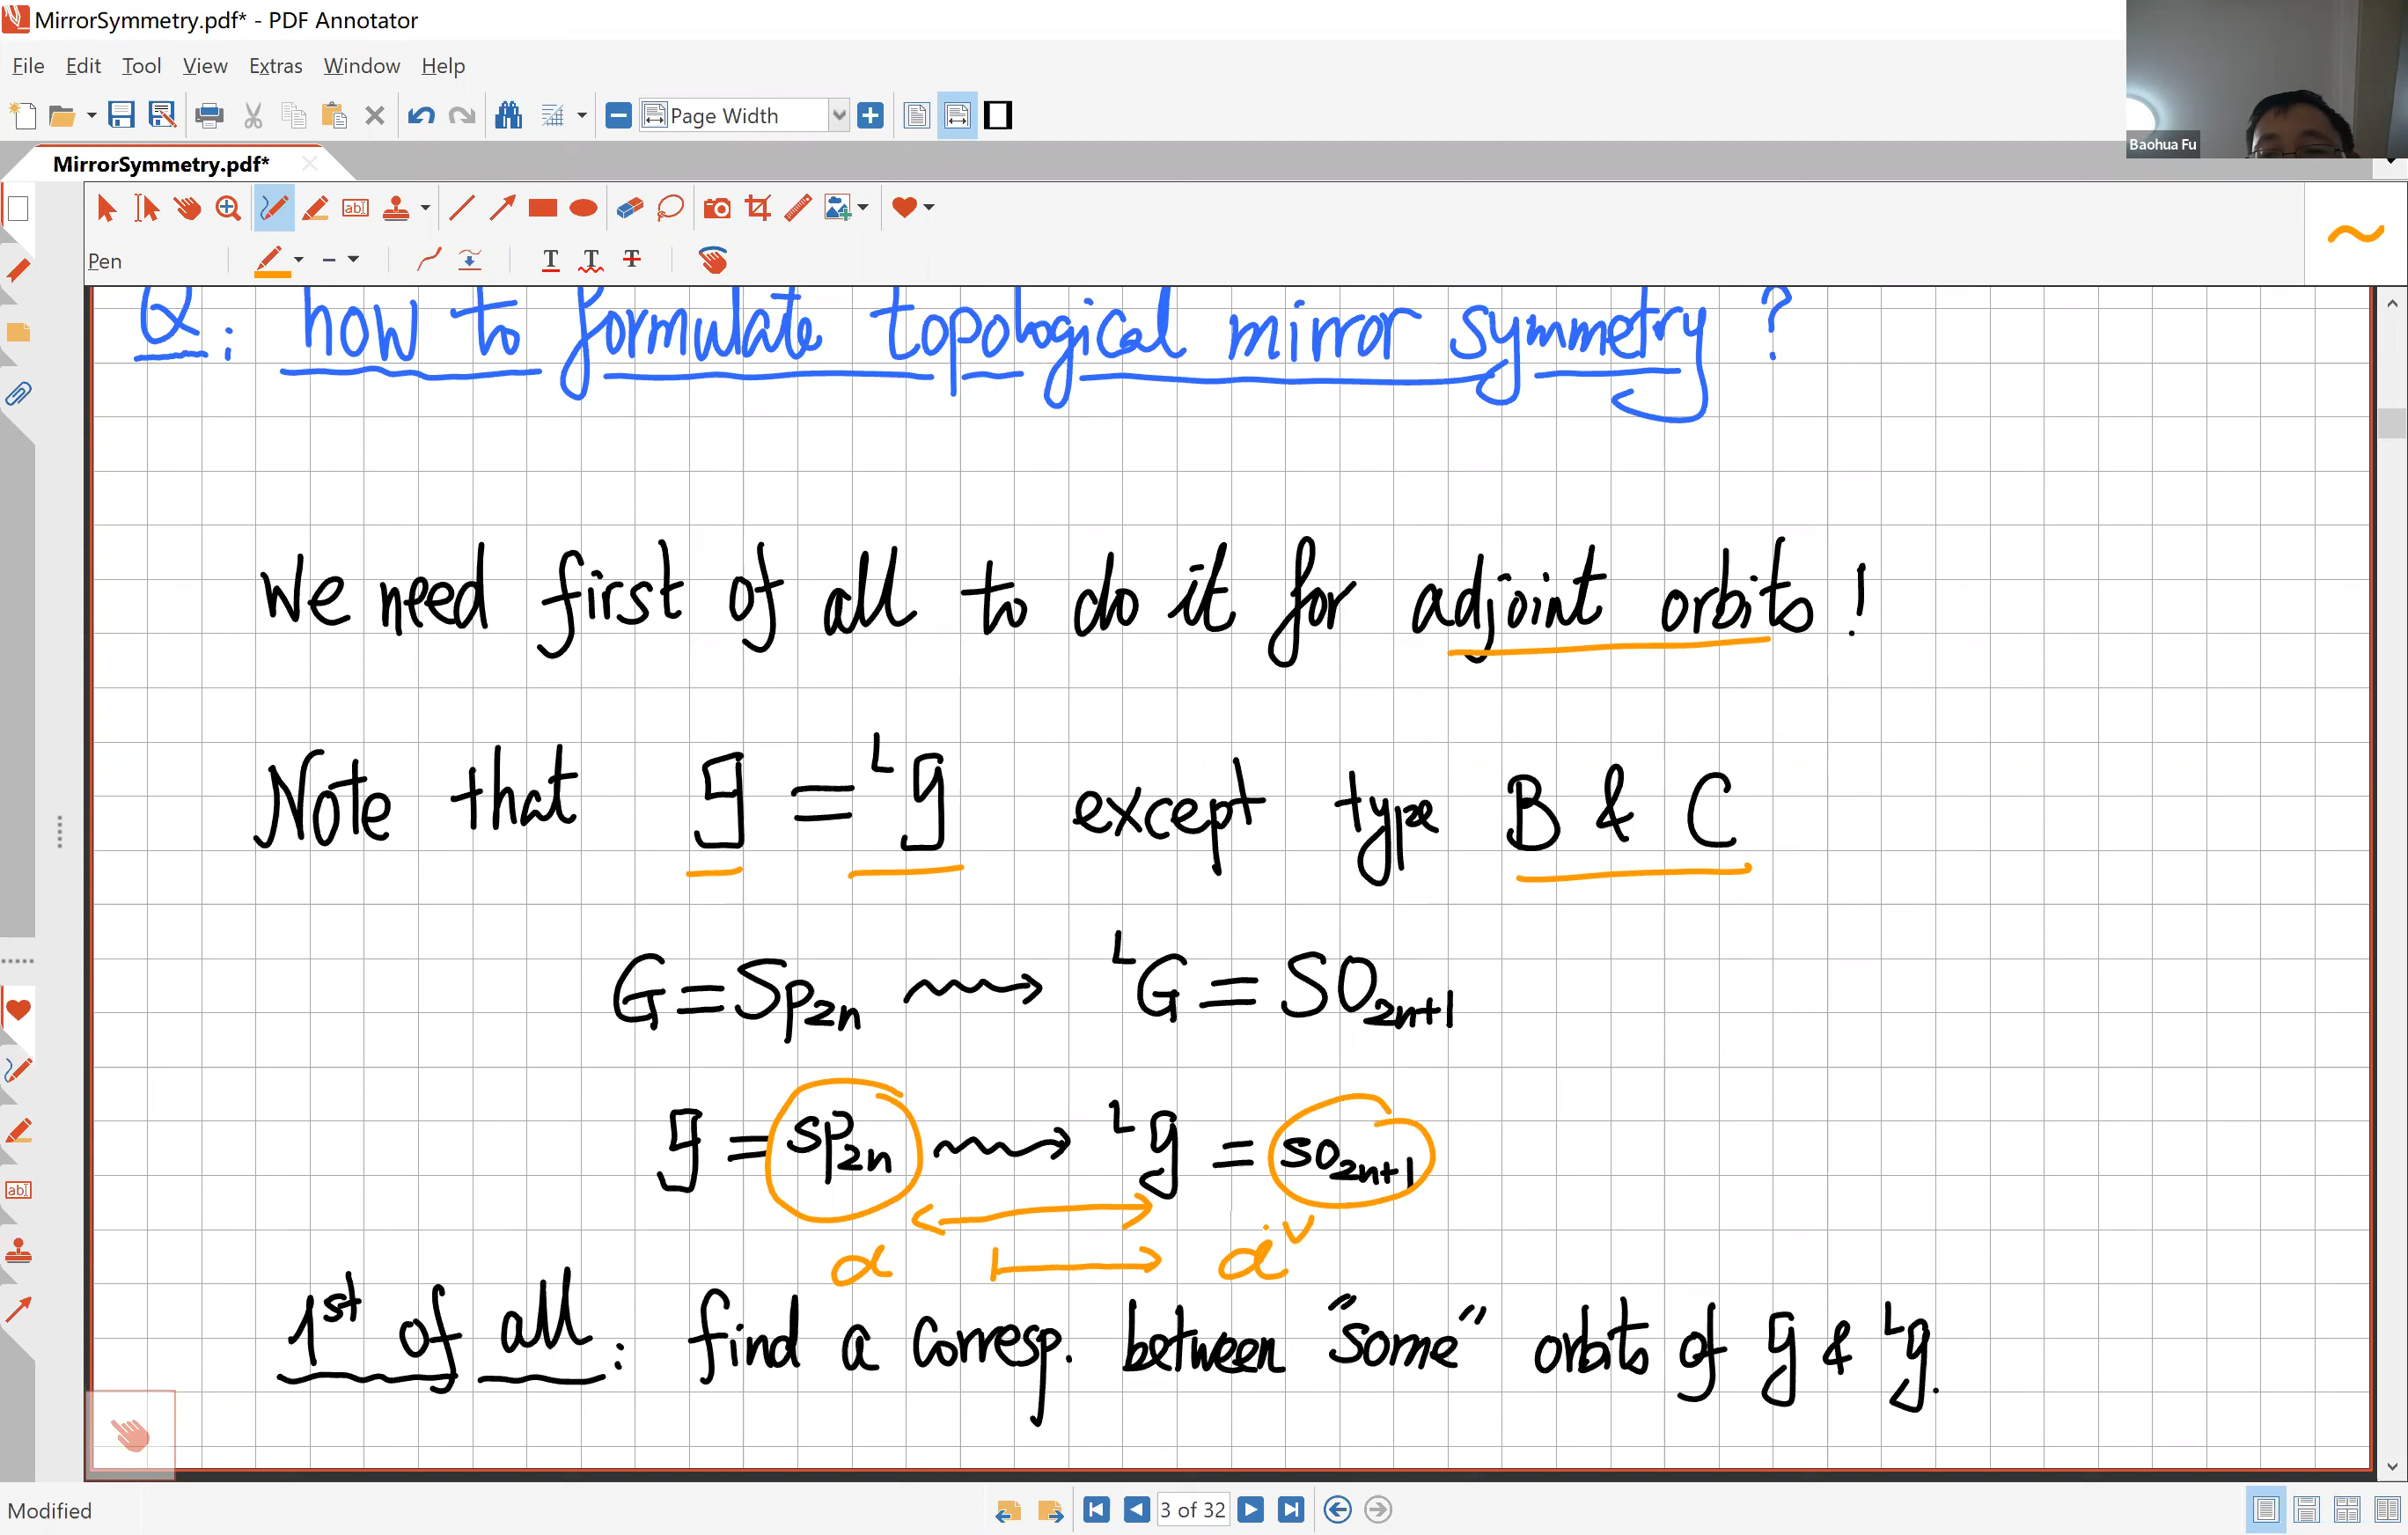 MirrorSymmetry.pdf* - PDF Annotator
File Edit Tool View Extras Window Help
Page Width
Baohua Fu
MirrorSymmetry.pdf*
Pen
Q: how to formulate topological mirror symmetry?
We need first of all to do it for adjoint orbits!
Note that 𝔤 = ᴸ𝔤 except type B & C
G = Sp₂ₙ ⟿ ᴸG = SO₂ₙ₊₁
𝔤 = sp₂ₙ ⟿ ᴸ𝔤 = so₂ₙ₊₁
α ⟼ α^∨
1st of all: find a corresp. between "some" orbits of 𝔤 & ᴸ𝔤.
Modified
3 of 32